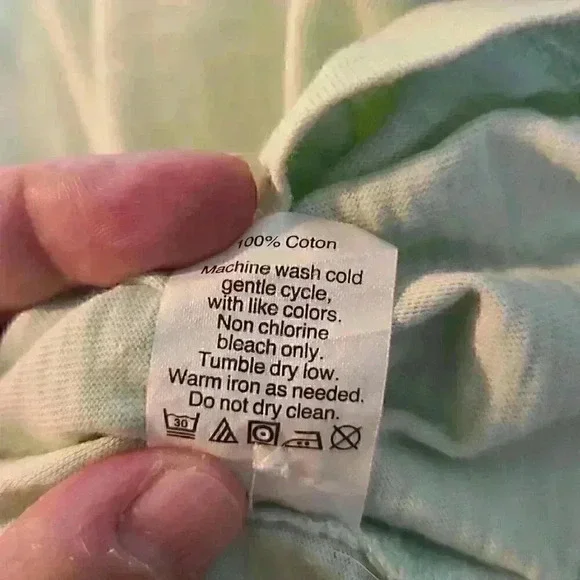 100% Coton
Machine wash cold
gentle cycle,
with like colors.
Non chlorine
bleach only.
Tumble dry low.
Warm iron as needed.
Do not dry clean.
30